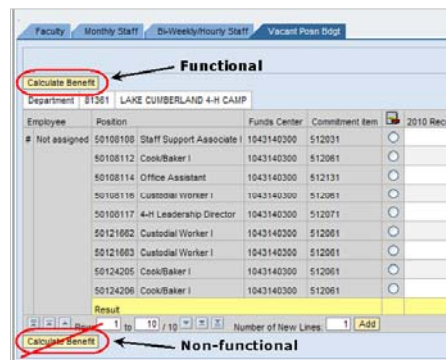 Faculty Monthly Staff Bi-Weekly/Hourly Staff Vacant Posn Bdgt
Functional
Calculate Benefit
Department 81361 LAKE CUMBERLAND 4-H CAMP
Employee Position Funds Center Commitment item 2010 Rec
# Not assigned 50108108 Staff Support Associate I 1043140300 512031
50108112 Cook/Baker I 1043140300 512061
50108114 Office Assistant 1043140300 512131
50108116 Custodial Worker I 1043140300 512061
50108117 4-H Leadership Director 1043140300 512071
50121662 Custodial Worker I 1043140300 512061
50121663 Custodial Worker I 1043140300 512061
50124205 Cook/Baker I 1043140300 512061
50124206 Cook/Baker I 1043140300 512061
Result
1 to 10 / 10 Number of New Lines: 1 Add
Calculate Benefit
Non-functional